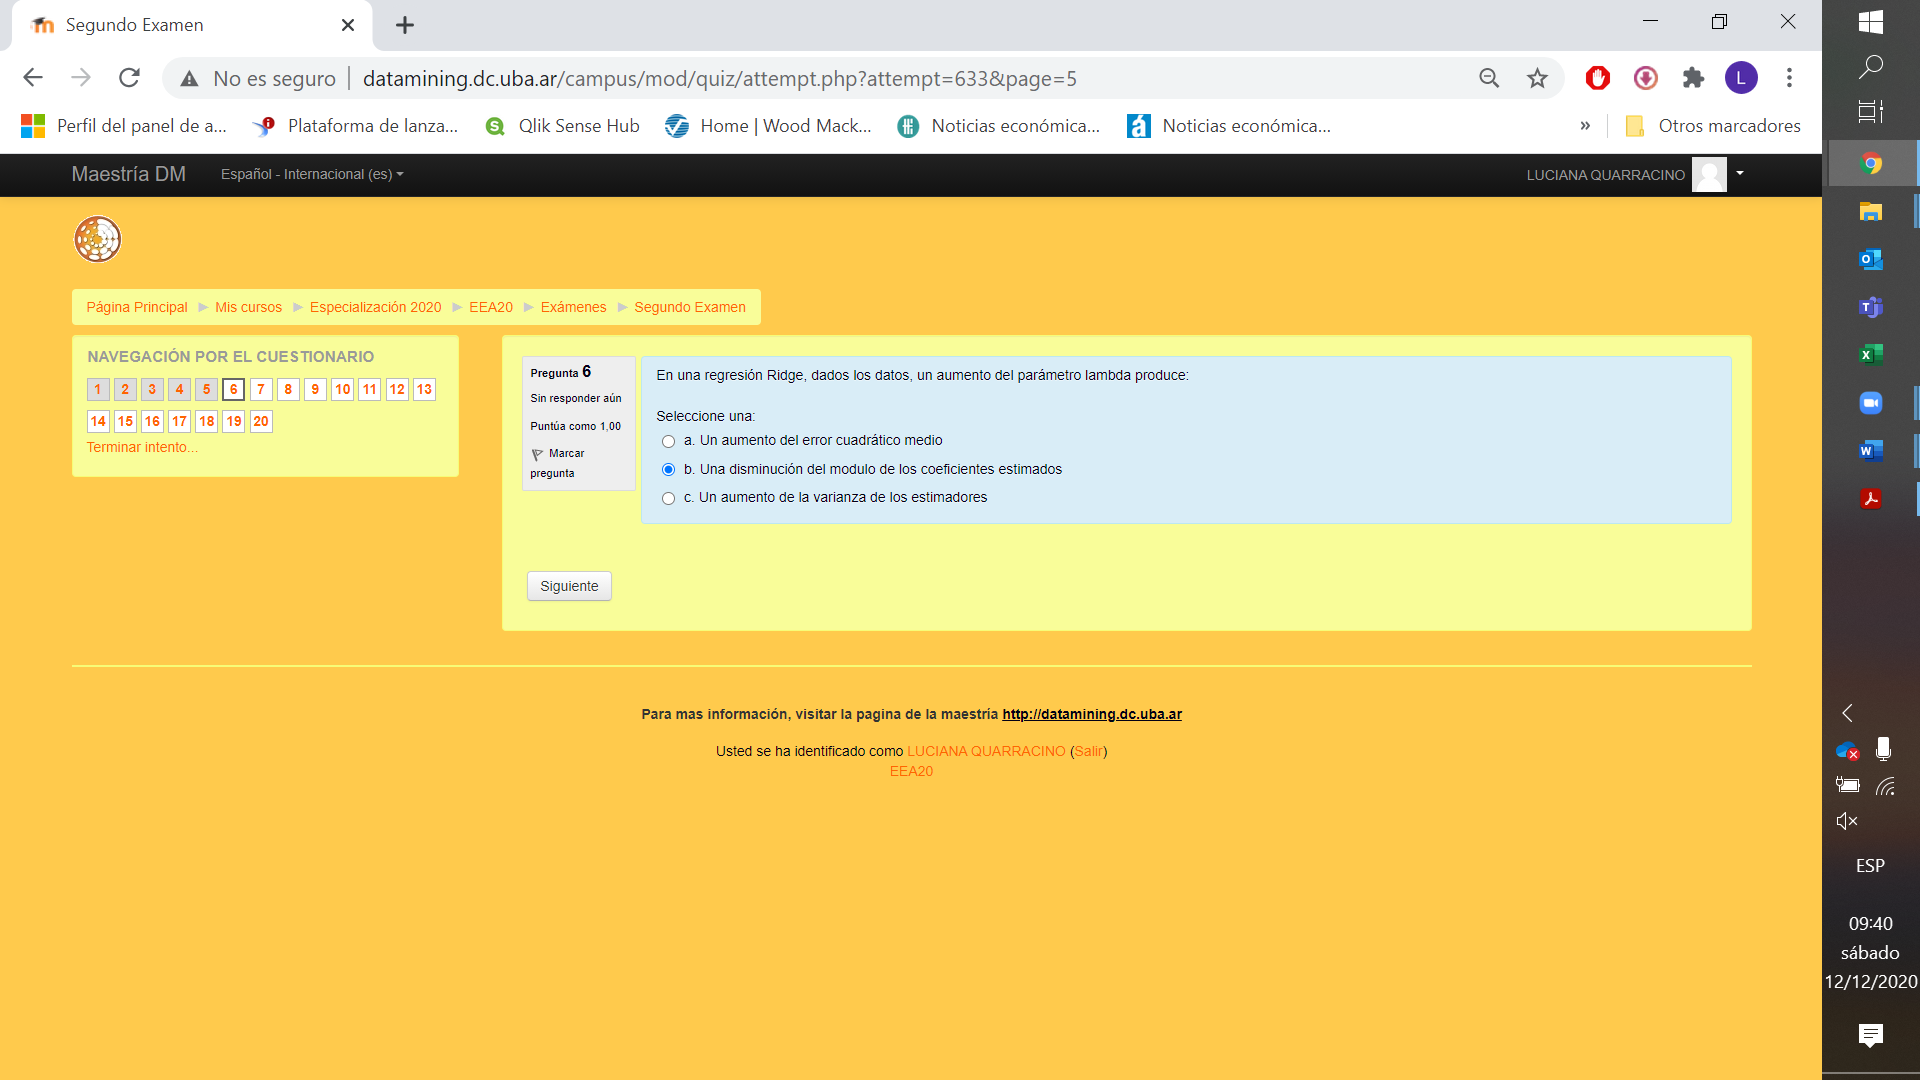 Segundo Examen
No es seguro
datamining.dc.uba.ar/campus/mod/quiz/attempt.php?attempt=633&page=5
L
Perfil del panel de a...
Plataforma de lanza...
Qlik Sense Hub
Home | Wood Mack...
Noticias económica...
Noticias económica...
»
Otros marcadores
Maestría DM
Español - Internacional (es)
LUCIANA QUARRACINO
Página Principal ► Mis cursos ► Especialización 2020 ► EEA20 ► Exámenes ► Segundo Examen
NAVEGACIÓN POR EL CUESTIONARIO
1 2 3 4 5 6 7 8 9 10 11 12 13
14 15 16 17 18 19 20
Terminar intento...
Pregunta 6
Sin responder aún
Puntúa como 1,00
Marcar
pregunta
En una regresión Ridge, dados los datos, un aumento del parámetro lambda produce:
Seleccione una:
a. Un aumento del error cuadrático medio
b. Una disminución del modulo de los coeficientes estimados
c. Un aumento de la varianza de los estimadores
Siguiente
Para mas información, visitar la pagina de la maestría http://datamining.dc.uba.ar
Usted se ha identificado como LUCIANA QUARRACINO (Salir)
EEA20
ESP
09:40
sábado
12/12/2020